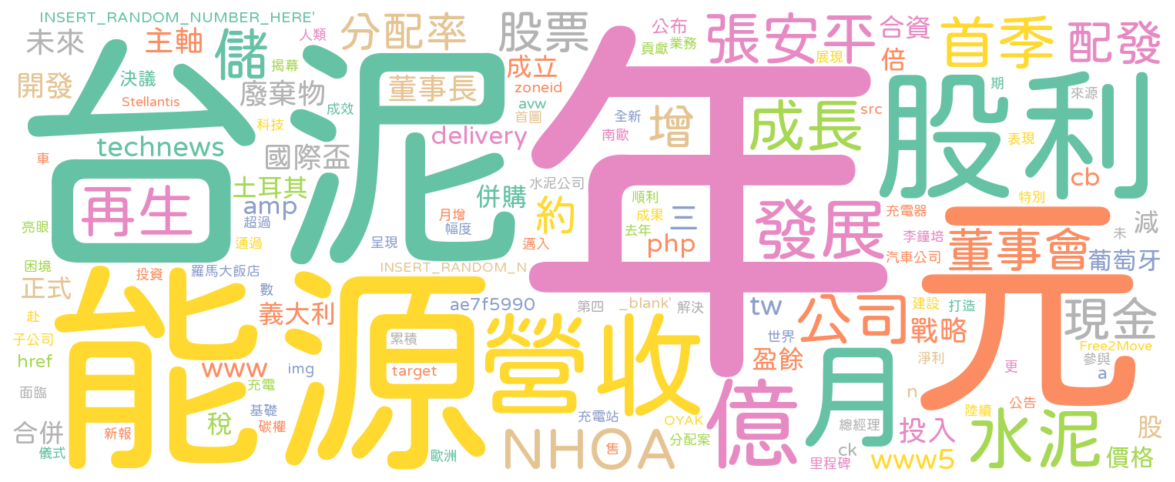 INSERT_RANDOM_NUMBER_HERE'
未來
主軸
儲
人類
分配率
股票
公布
貢獻
業務
張安平
展現
合資
倍
首季
配發
台泥
開發
決議
揭幕
Stellantis
成效
廢棄物
董事長
成立
zoneid
avw
首圖
年
全新
南歐
增
成長
src
股利
期
來源
表現
科技
車
technews
國際盃
delivery
cb
再生
土耳其
amp
超過
併購
水泥公司
約
順利
成果
去年
三
php
發展
特別
充電器
李鐘培
汽車公司
董事會
未
減
葡萄牙
亮眼
通過
呈現
月增
幅度
邁入
困境
正式
投資
羅馬大飯店
數
INSERT_RANDOM_N
能源
赴
子公司
義大利
ae7f5990
第四
_blank'
解決
tw
公司
建設
打造
戰略
元
現金
累積
營收
世界
盈餘
月
淨利
更
Free2Move
參與
a
href
www
img
target
面臨
充電
n
合併
儀式
新報
稅
基礎
碳權
歐洲
充電站
OYAK
分配案
NHOA
售
億
總經理
ck
里程碑
投入
陸續
公告
www5
水泥
股
價格